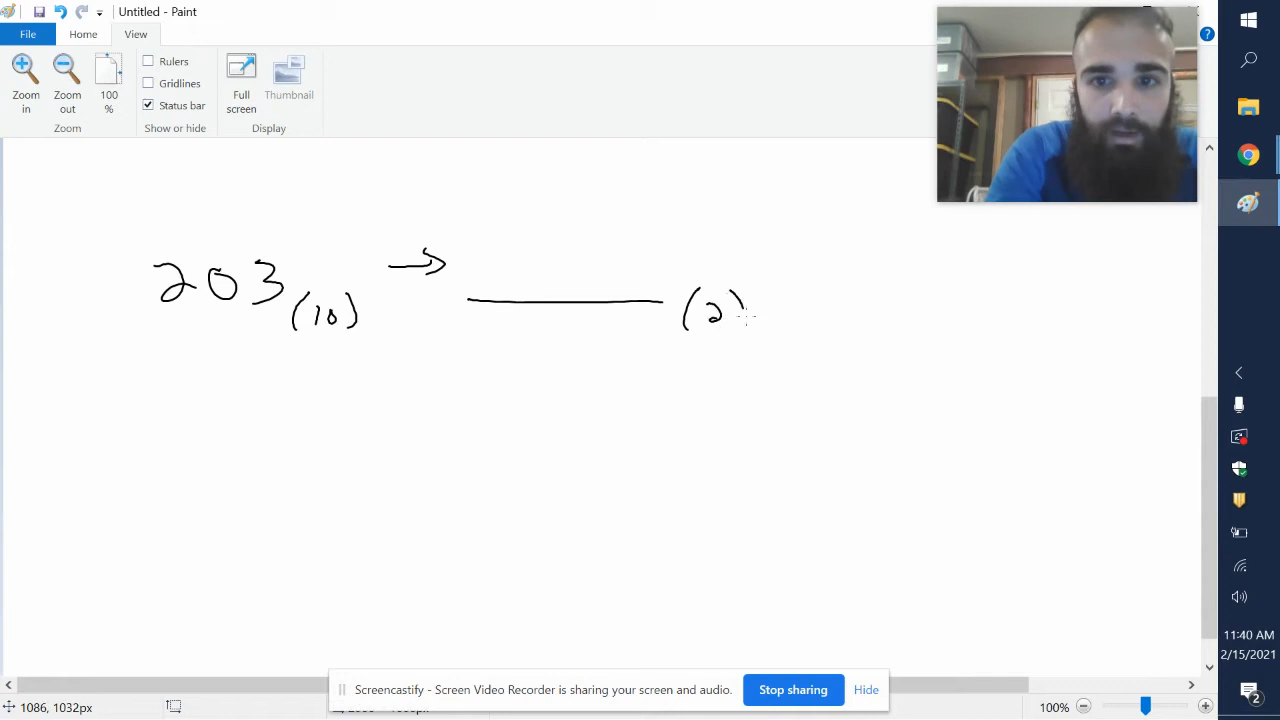 Untitled - Paint
File Home View
Zoom in Zoom out 100 % Rulers Gridlines Status bar Full screen Thumbnail
Zoom Show or hide Display
203(10) → ______ (2)
Screencastify - Screen Video Recorder is sharing your screen and audio. Stop sharing Hide
1086, 1032px 100%
11:40 AM
2/15/2021
2